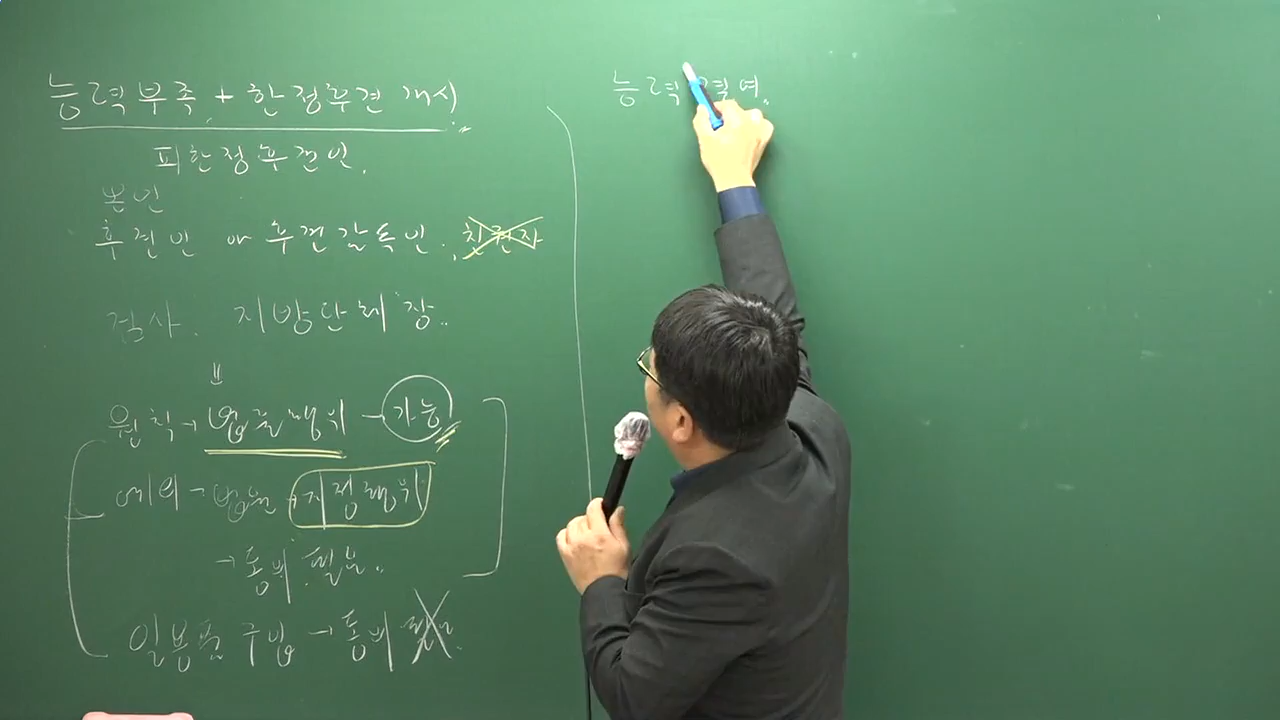 능력부족 + 한정후견 개시
피한정후견인.
본인
후견인 or 후견감독인. 친권자
검사. 지방단체장..
원칙→법률행위 - 가능
예외→법원→지정행위
→동의 필요.
일용품 구입 →동의 필요.
능력